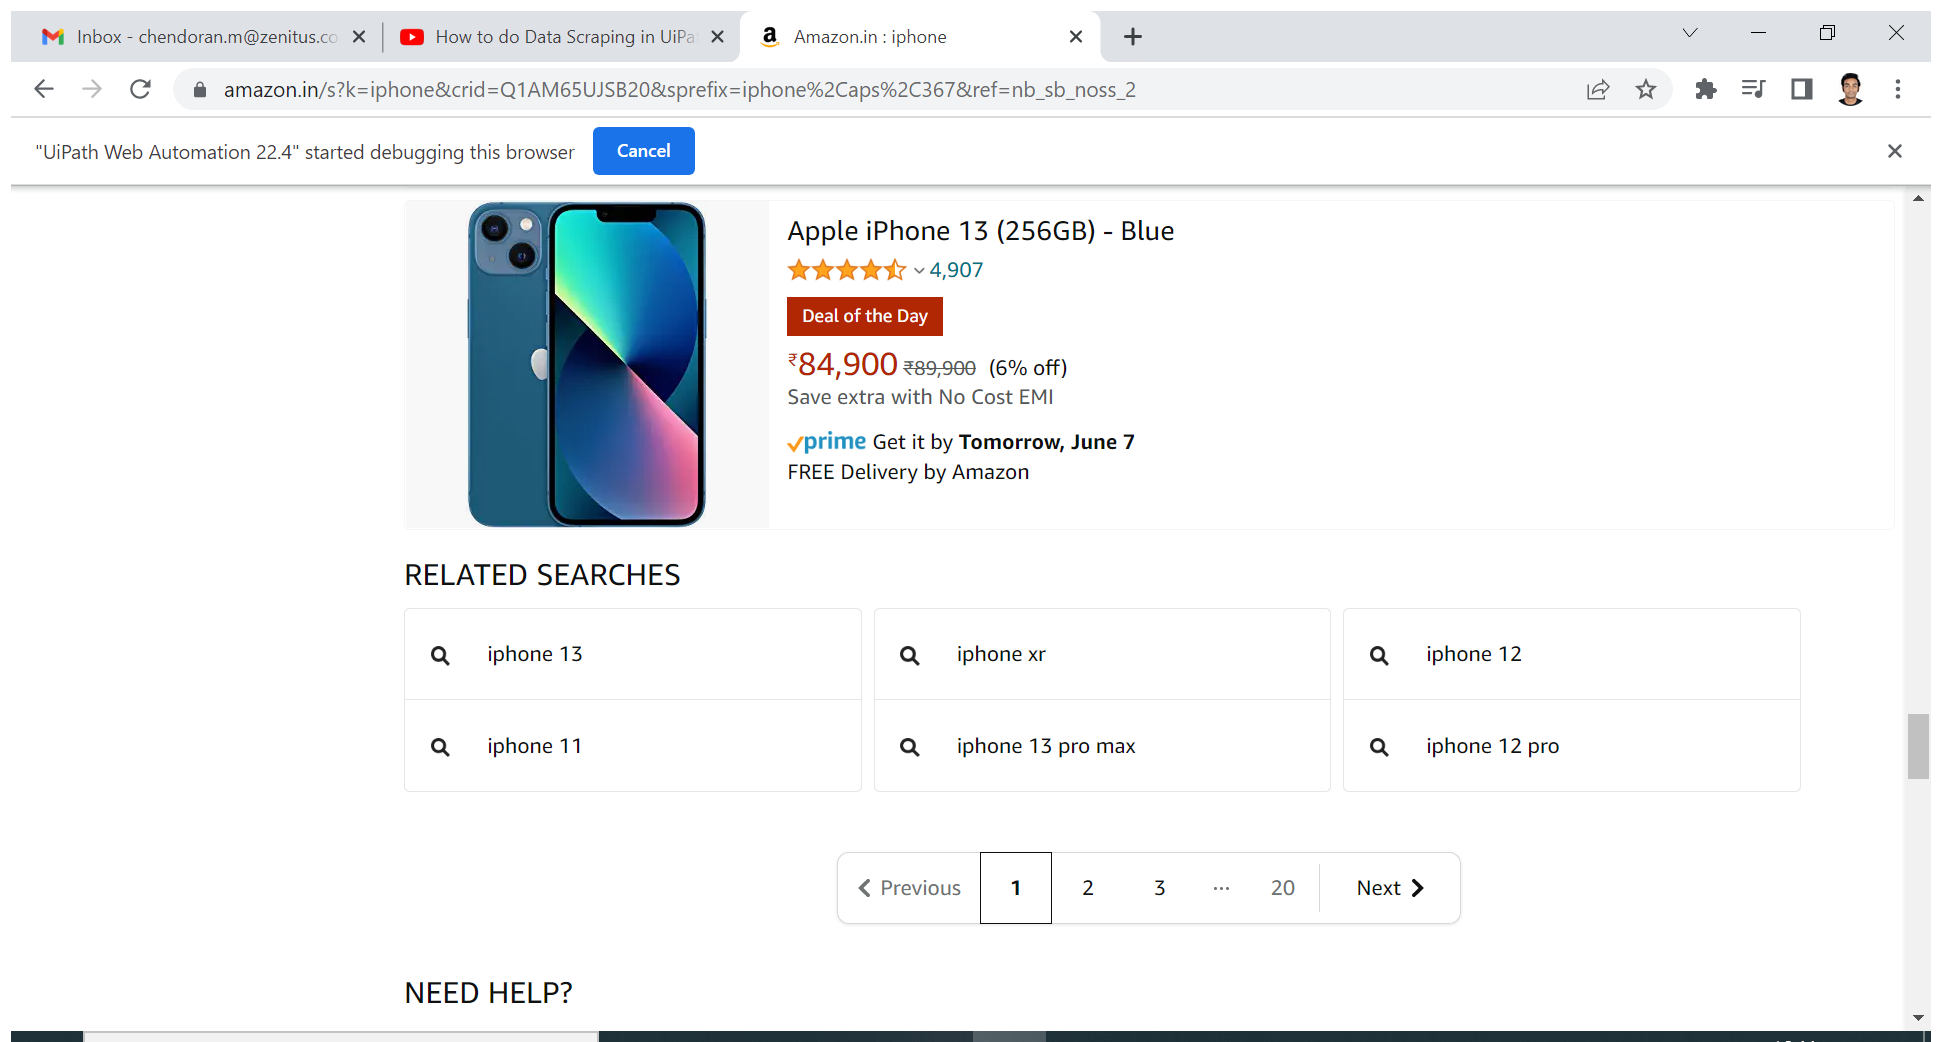 Inbox - chendoran.m@zenitus.co
How to do Data Scraping in UiPa
Amazon.in : iphone
amazon.in/s?k=iphone&crid=Q1AM65UJSB20&sprefix=iphone%2Caps%2C367&ref=nb_sb_noss_2
"UiPath Web Automation 22.4" started debugging this browser
Cancel
Apple iPhone 13 (256GB) - Blue
4,907
Deal of the Day
₹84,900 ₹89,900 (6% off)
Save extra with No Cost EMI
prime Get it by Tomorrow, June 7
FREE Delivery by Amazon
RELATED SEARCHES
iphone 13
iphone xr
iphone 12
iphone 11
iphone 13 pro max
iphone 12 pro
Previous 1 2 3 ... 20 Next
NEED HELP?